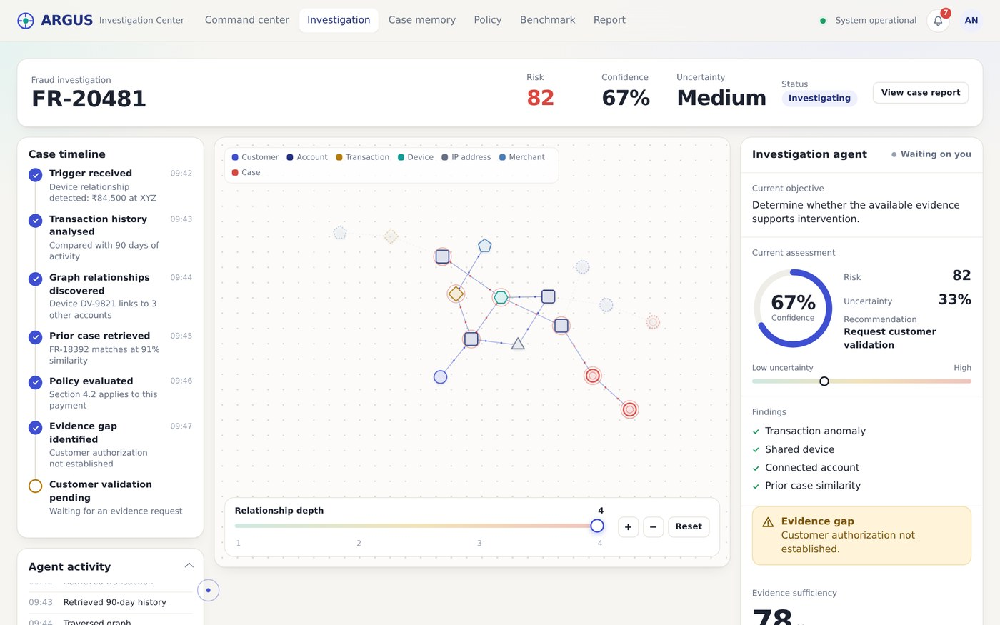 ARGUS Investigation Center Command center Investigation Case memory Policy Benchmark Report System operational 7 AN
Fraud investigation
FR-20481
Risk
82
Confidence
67%
Uncertainty
Medium
Status
Investigating
View case report
Case timeline
Trigger received 09:42
Device relationship
detected: ₹84,500 at XYZ
Transaction history 09:43
analysed
Compared with 90 days of
activity
Graph relationships 09:44
discovered
Device DV-9821 links to 3
other accounts
Prior case retrieved 09:45
FR-18392 matches at 91%
similarity
Policy evaluated 09:46
Section 4.2 applies to this
payment
Evidence gap 09:47
identified
Customer authorization
not established
Customer validation
pending
Waiting for an evidence request
Agent activity
09:42 Retrieved transaction
09:43 Retrieved 90-day history
09:44 Traversed graph
Customer Account Transaction Device IP address Merchant
Case
Relationship depth 4
1 2 3 4
+ − Reset
Investigation agent Waiting on you
Current objective
Determine whether the available evidence
supports intervention.
Current assessment
67%
Confidence
Risk 82
Uncertainty 33%
Recommendation
Request customer
validation
Low uncertainty High
Findings
Transaction anomaly
Shared device
Connected account
Prior case similarity
Evidence gap
Customer authorization not
established.
Evidence sufficiency
78